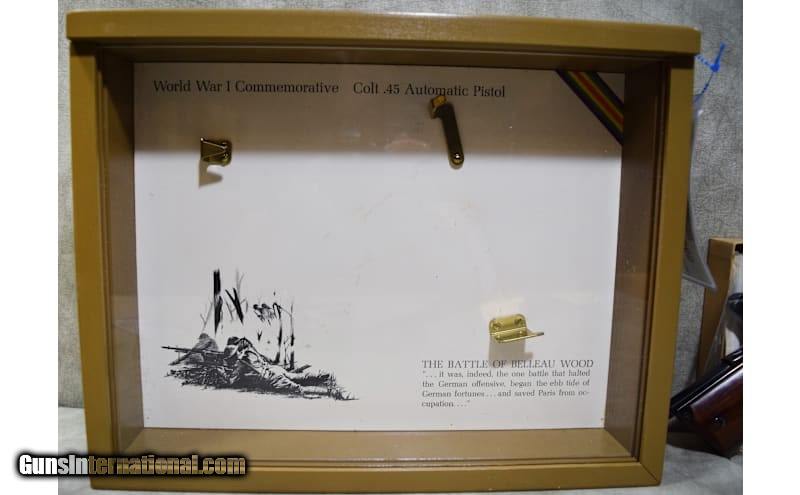 World War I Commemorative Colt .45 Automatic Pistol
THE BATTLE OF BELLEAU WOOD
"... it was, indeed, the one battle that halted
the German offensive, began the ebb tide of
German fortunes ... and saved Paris from oc-
cupation. ..."
GunsInternational.com